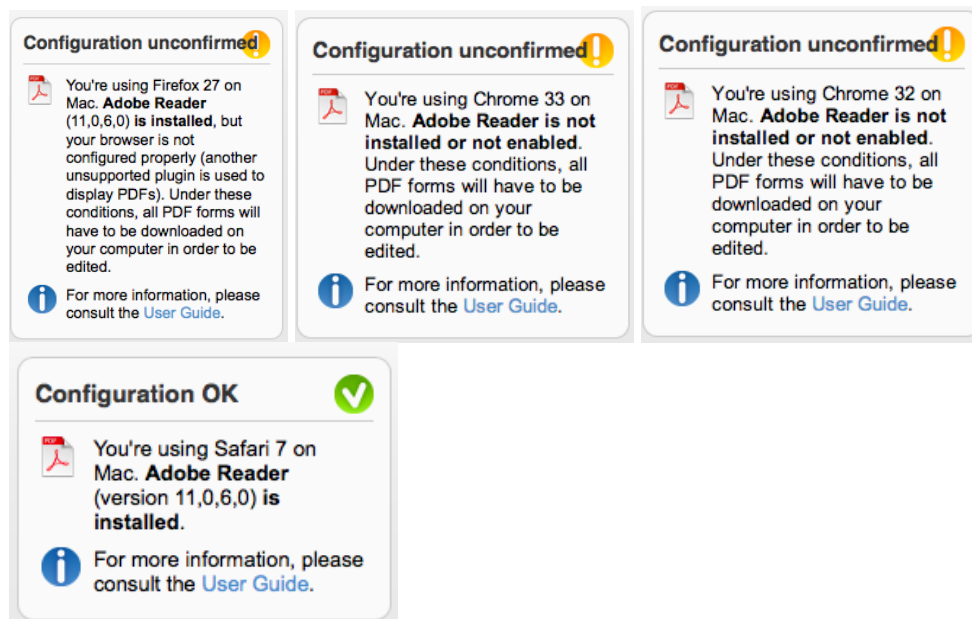 Configuration unconfirmed
PDF
You're using Firefox 27 on
Mac. Adobe Reader
(11,0,6,0) is installed, but
your browser is not
configured properly (another
unsupported plugin is used to
display PDFs). Under these
conditions, all PDF forms will
have to be downloaded on
your computer in order to be
edited.
For more information, please
consult the User Guide.
Configuration unconfirmed
PDF
You're using Chrome 33 on
Mac. Adobe Reader is not
installed or not enabled.
Under these conditions, all
PDF forms will have to be
downloaded on your
computer in order to be
edited.
For more information, please
consult the User Guide.
Configuration unconfirmed
PDF
You're using Chrome 32 on
Mac. Adobe Reader is not
installed or not enabled.
Under these conditions, all
PDF forms will have to be
downloaded on your
computer in order to be
edited.
For more information, please
consult the User Guide.
Configuration OK
PDF
You're using Safari 7 on
Mac. Adobe Reader
(version 11,0,6,0) is
installed.
For more information, please
consult the User Guide.